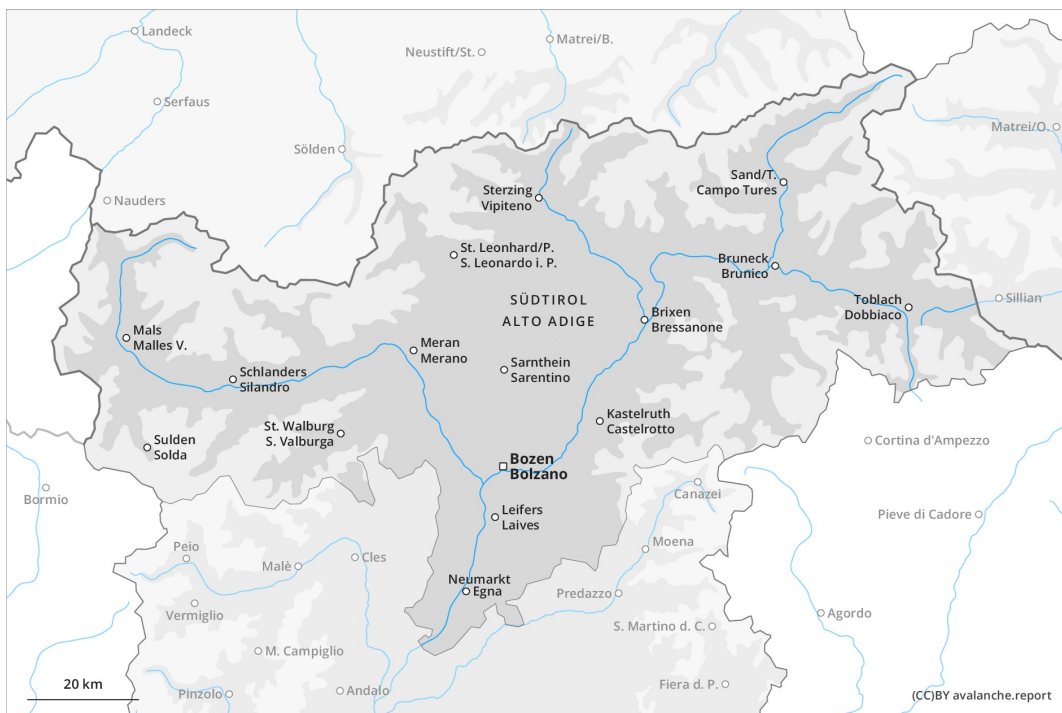 Landeck
Neustift/St.
Matrei/B.
Serfaus
Matrei/O.
Sölden
Nauders
Sand/T.
Campo Tures
Sterzing
Vipiteno
St. Leonhard/P.
S. Leonardo i. P.
Bruneck
Brunico
SÜDTIROL
ALTO ADIGE
Toblach
Dobbiaco
Sillian
Brixen
Bressanone
Mals
Malles V.
Meran
Merano
Sarnthein
Sarentino
Schlanders
Silandro
Kastelruth
Castelrotto
St. Walburg
S. Valburga
Sulden
Solda
Cortina d'Ampezzo
Bozen
Bolzano
Bormio
Canazei
Leifers
Laives
Pieve di Cadore
Peio
Moena
Cles
Malè
Neumarkt
Egna
Predazzo
Vermiglio
Agordo
S. Martino d. C.
M. Campiglio
20 km
Pinzolo
Andalo
Fiera d. P.
(CC)BY avalanche.report